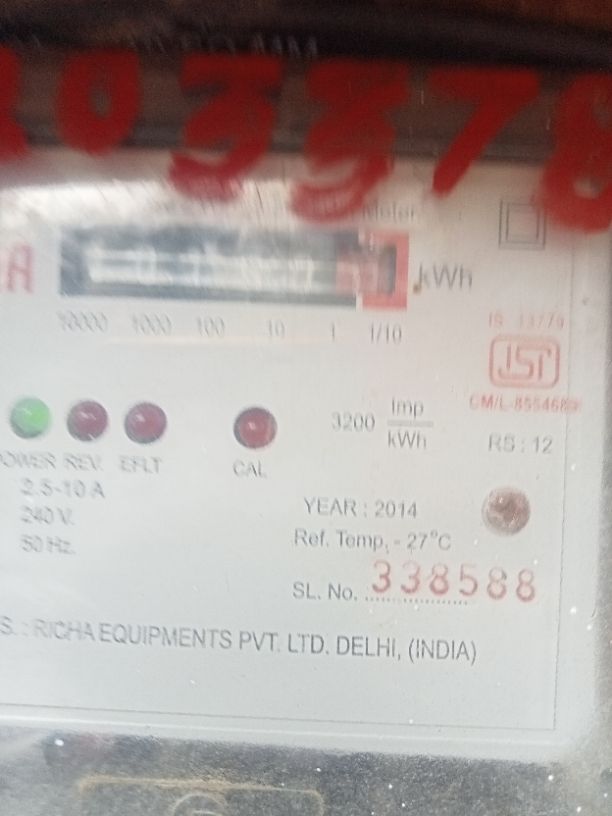 03378
Meter
A
kWh
10000 1000 100 10 1 1/10
IS 13779
ISI
CM/L-8554689
3200 Imp/kWh
RS : 12
POWER REV. EFLT CAL
2.5-10 A
240 V.
50 Hz.
YEAR : 2014
Ref. Temp. - 27°C
SL. No. 338588
S. : RICHA EQUIPMENTS PVT. LTD. DELHI, (INDIA)